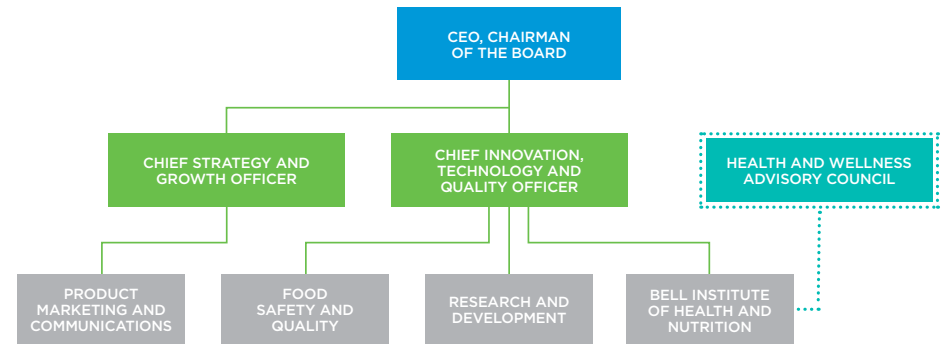 CEO, CHAIRMAN
OF THE BOARD
CHIEF STRATEGY AND
GROWTH OFFICER
CHIEF INNOVATION,
TECHNOLOGY AND
QUALITY OFFICER
HEALTH AND WELLNESS
ADVISORY COUNCIL
PRODUCT
MARKETING AND
COMMUNICATIONS
FOOD
SAFETY AND
QUALITY
RESEARCH AND
DEVELOPMENT
BELL INSTITUTE
OF HEALTH AND
NUTRITION